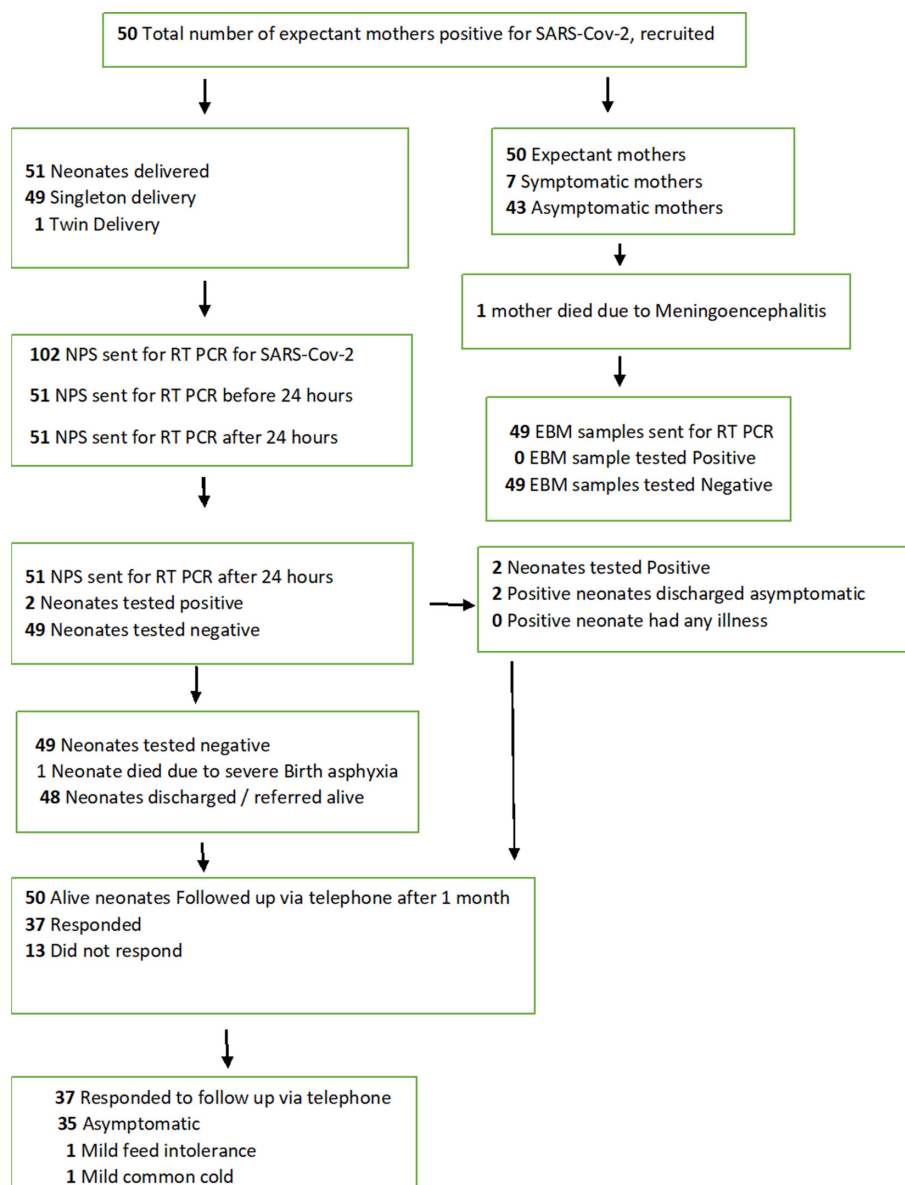 50 Total number of expectant mothers positive for SARS-Cov-2, recruited
51 Neonates delivered
49 Singleton delivery
1 Twin Delivery
50 Expectant mothers
7 Symptomatic mothers
43 Asymptomatic mothers
1 mother died due to Meningoencephalitis
102 NPS sent for RT PCR for SARS-Cov-2
51 NPS sent for RT PCR before 24 hours
51 NPS sent for RT PCR after 24 hours
49 EBM samples sent for RT PCR
0 EBM sample tested Positive
49 EBM samples tested Negative
51 NPS sent for RT PCR after 24 hours
2 Neonates tested positive
49 Neonates tested negative
2 Neonates tested Positive
2 Positive neonates discharged asymptomatic
0 Positive neonate had any illness
49 Neonates tested negative
1 Neonate died due to severe Birth asphyxia
48 Neonates discharged / referred alive
50 Alive neonates Followed up via telephone after 1 month
37 Responded
13 Did not respond
37 Responded to follow up via telephone
35 Asymptomatic
1 Mild feed intolerance
1 Mild common cold